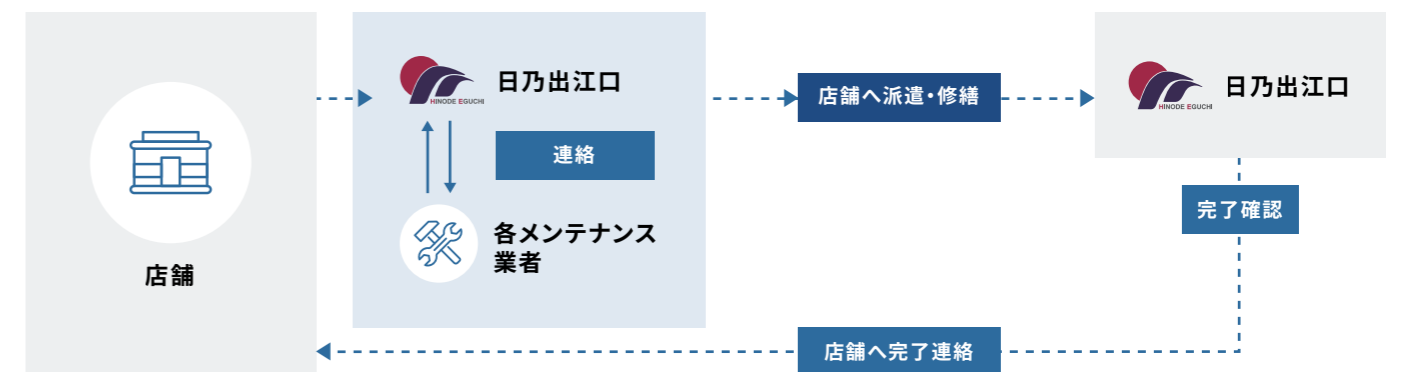 店舗
HINODE EGUCHI
日乃出江口
連絡
各メンテナンス
業者
店舗へ派遣・修繕
HINODE EGUCHI
日乃出江口
完了確認
店舗へ完了連絡